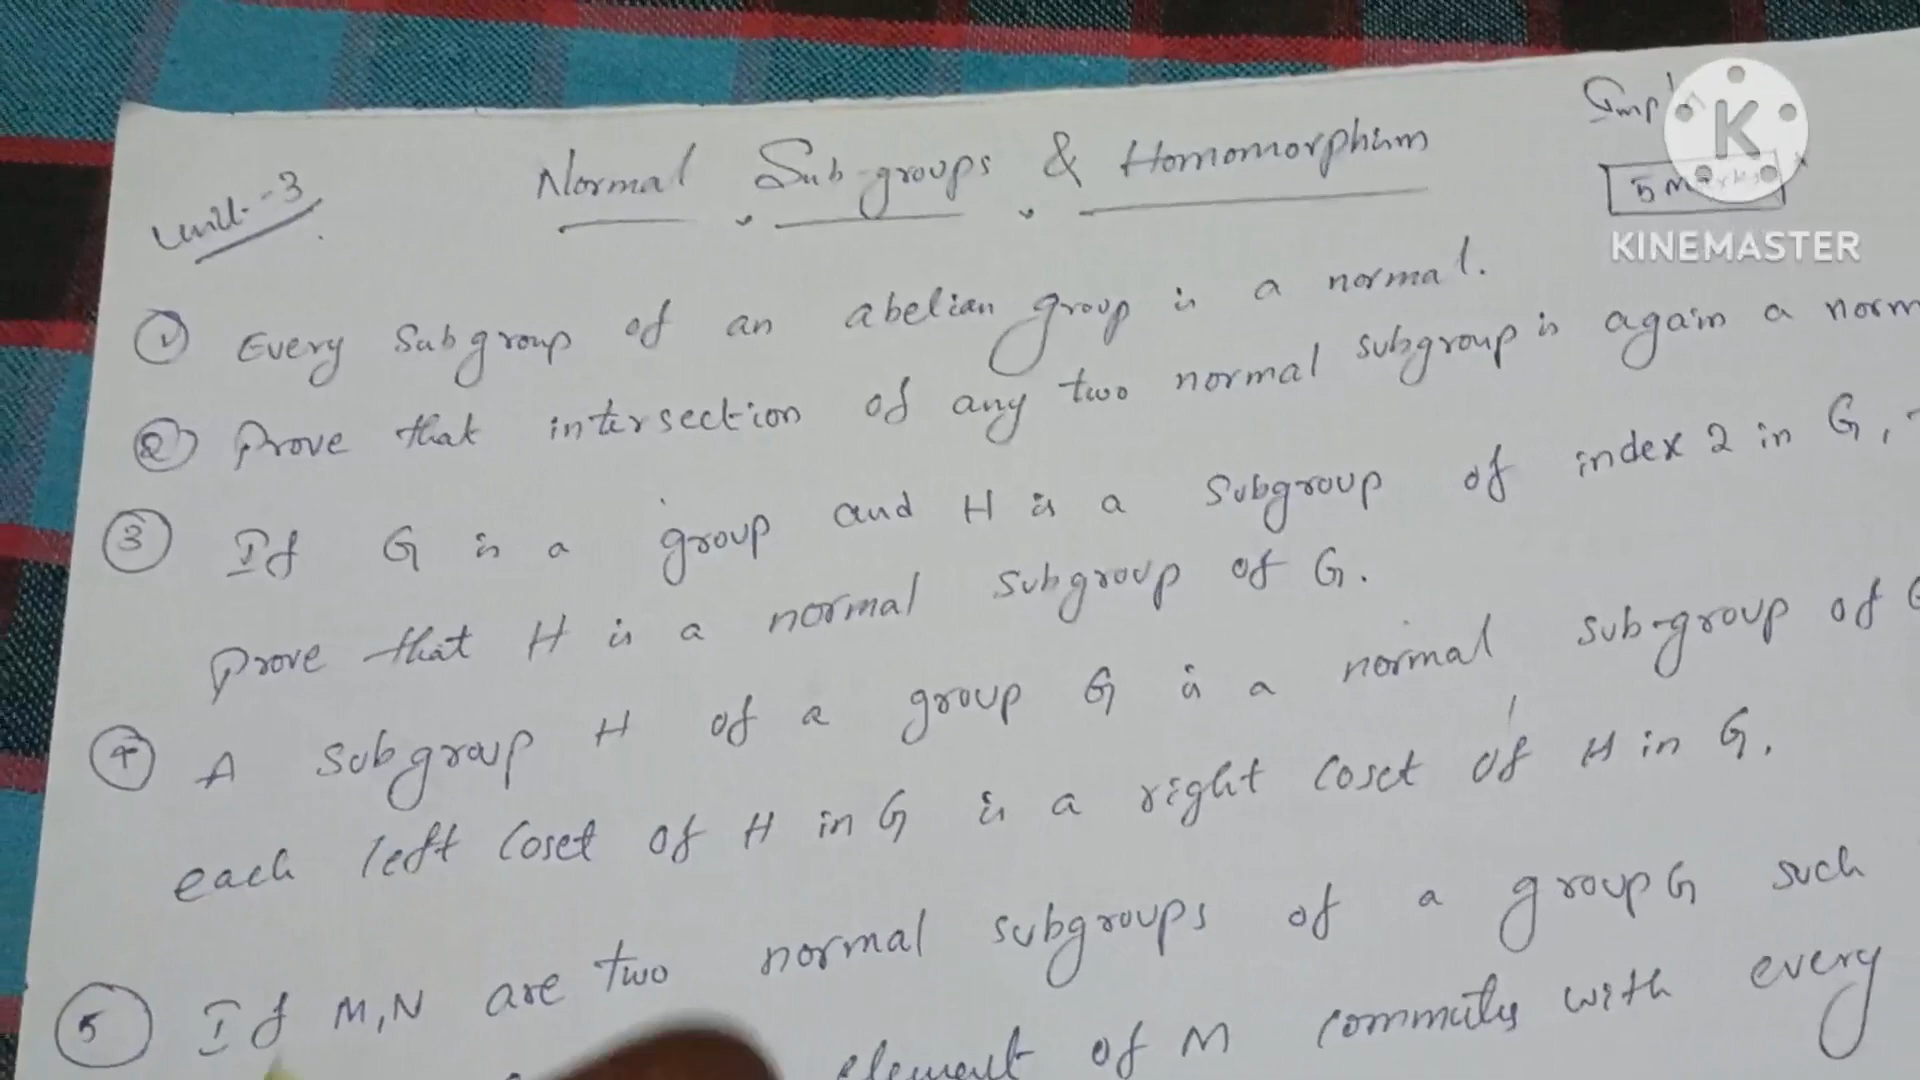 Unit-3
Normal Sub-groups & Homomorphism
Imp
5 Marks
KINEMASTER
① Every Subgroup of an abelian group is a normal.
② Prove that intersection of any two normal subgroup is again a norm
③ If G is a group and H is a subgroup of index 2 in G,
Prove that H is a normal subgroup of G.
④ A subgroup H of a group G is a normal sub-group of G
each left coset of H in G is a right coset of H in G.
⑤ If M, N are two normal subgroups of a group G such
element of M commutes with every